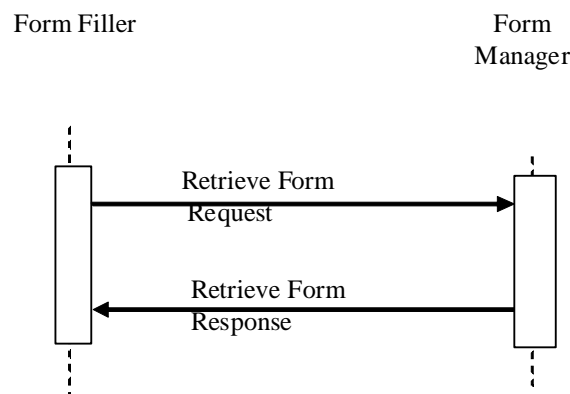 Form Filler
Form
Manager
Retrieve Form
Request
Retrieve Form
Response